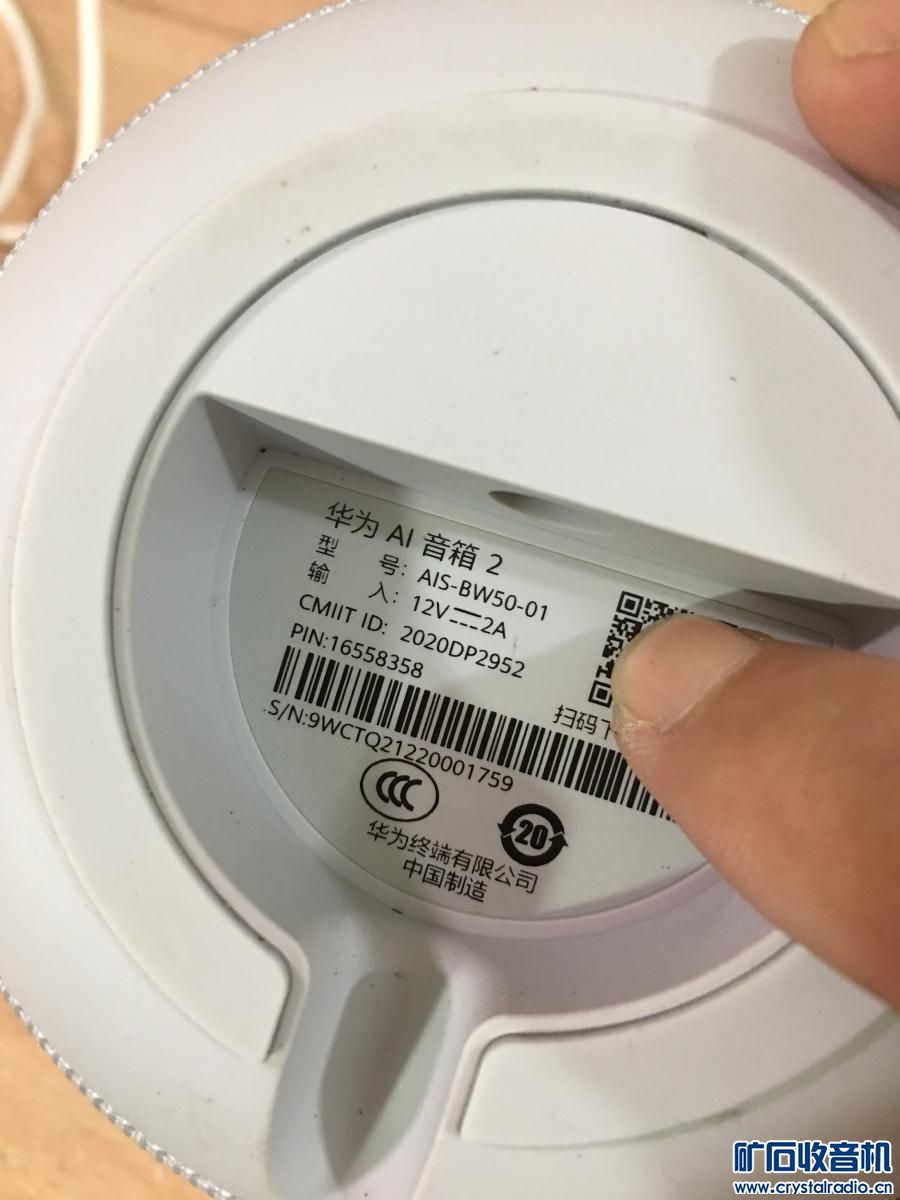 华为 AI 音箱 2
型 号: AIS-BW50-01
输 入: 12V⎓2A
CMIIT ID: 2020DP2952
PIN:16558358
扫码下
S/N:9WCTQ21220001759
CCC
20
华为终端有限公司
中国制造
矿石收音机
www.crystalradio.cn